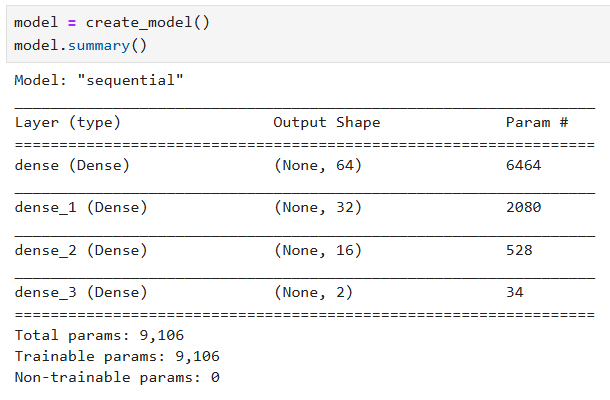 model = create_model()
model.summary()
Model: "sequential"
_________________________________________________________________
Layer (type)                 Output Shape              Param #
=================================================================
dense (Dense)                (None, 64)                6464
_________________________________________________________________
dense_1 (Dense)              (None, 32)                2080
_________________________________________________________________
dense_2 (Dense)              (None, 16)                528
_________________________________________________________________
dense_3 (Dense)              (None, 2)                 34
=================================================================
Total params: 9,106
Trainable params: 9,106
Non-trainable params: 0